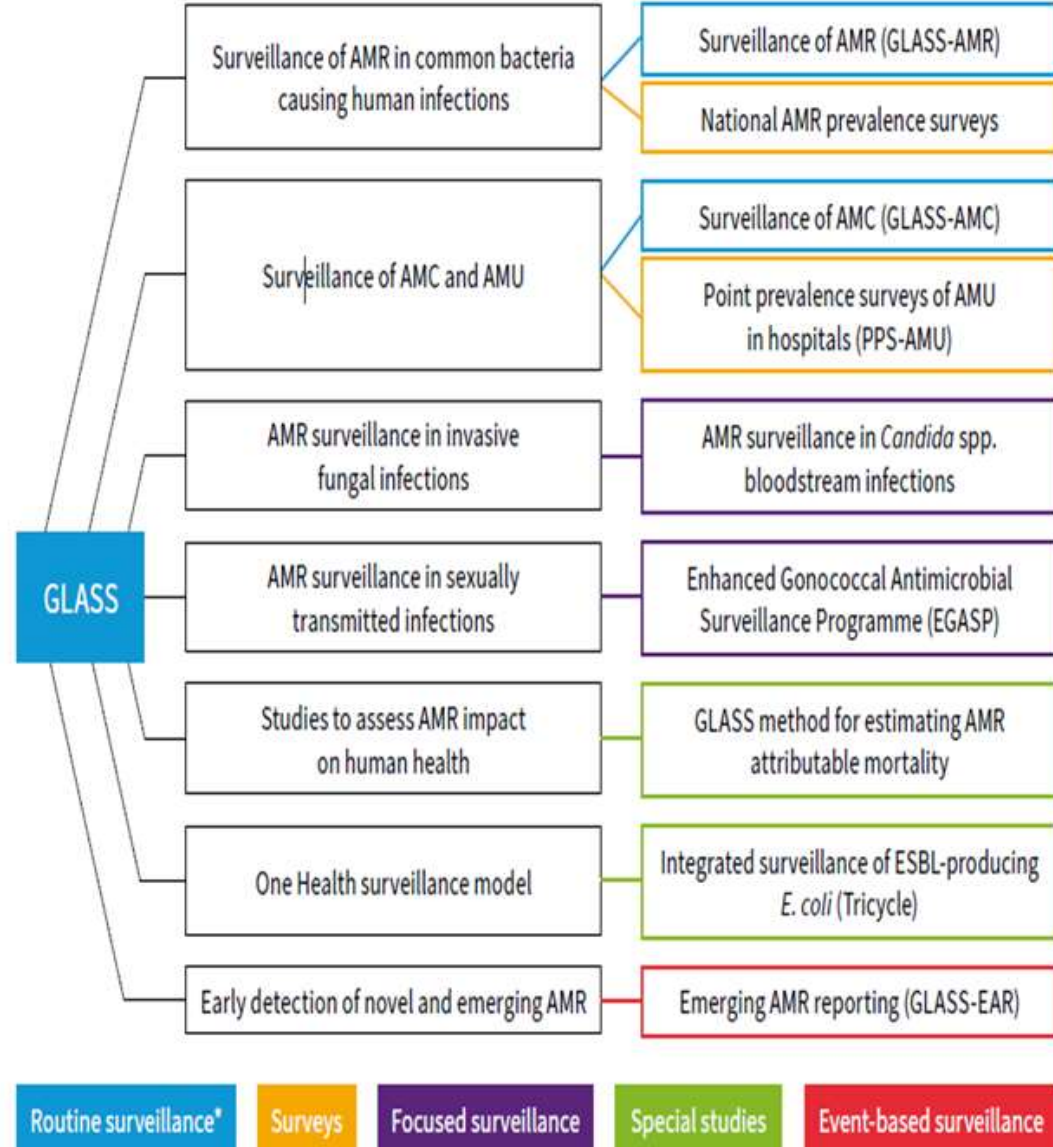 Surveillance of AMR in common bacteria
causing human infections
Surveillance of AMR (GLASS-AMR)
National AMR prevalence surveys
Surveillance of AMC and AMU
Surveillance of AMC (GLASS-AMC)
Point prevalence surveys of AMU
in hospitals (PPS-AMU)
AMR surveillance in invasive
fungal infections
AMR surveillance in Candida spp.
bloodstream infections
GLASS
AMR surveillance in sexually
transmitted infections
Enhanced Gonococcal Antimicrobial
Surveillance Programme (EGASP)
Studies to assess AMR impact
on human health
GLASS method for estimating AMR
attributable mortality
One Health surveillance model
Integrated surveillance of ESBL-producing
E. coli (Tricycle)
Early detection of novel and emerging AMR
Emerging AMR reporting (GLASS-EAR)
Routine surveillance*
Surveys
Focused surveillance
Special studies
Event-based surveillance